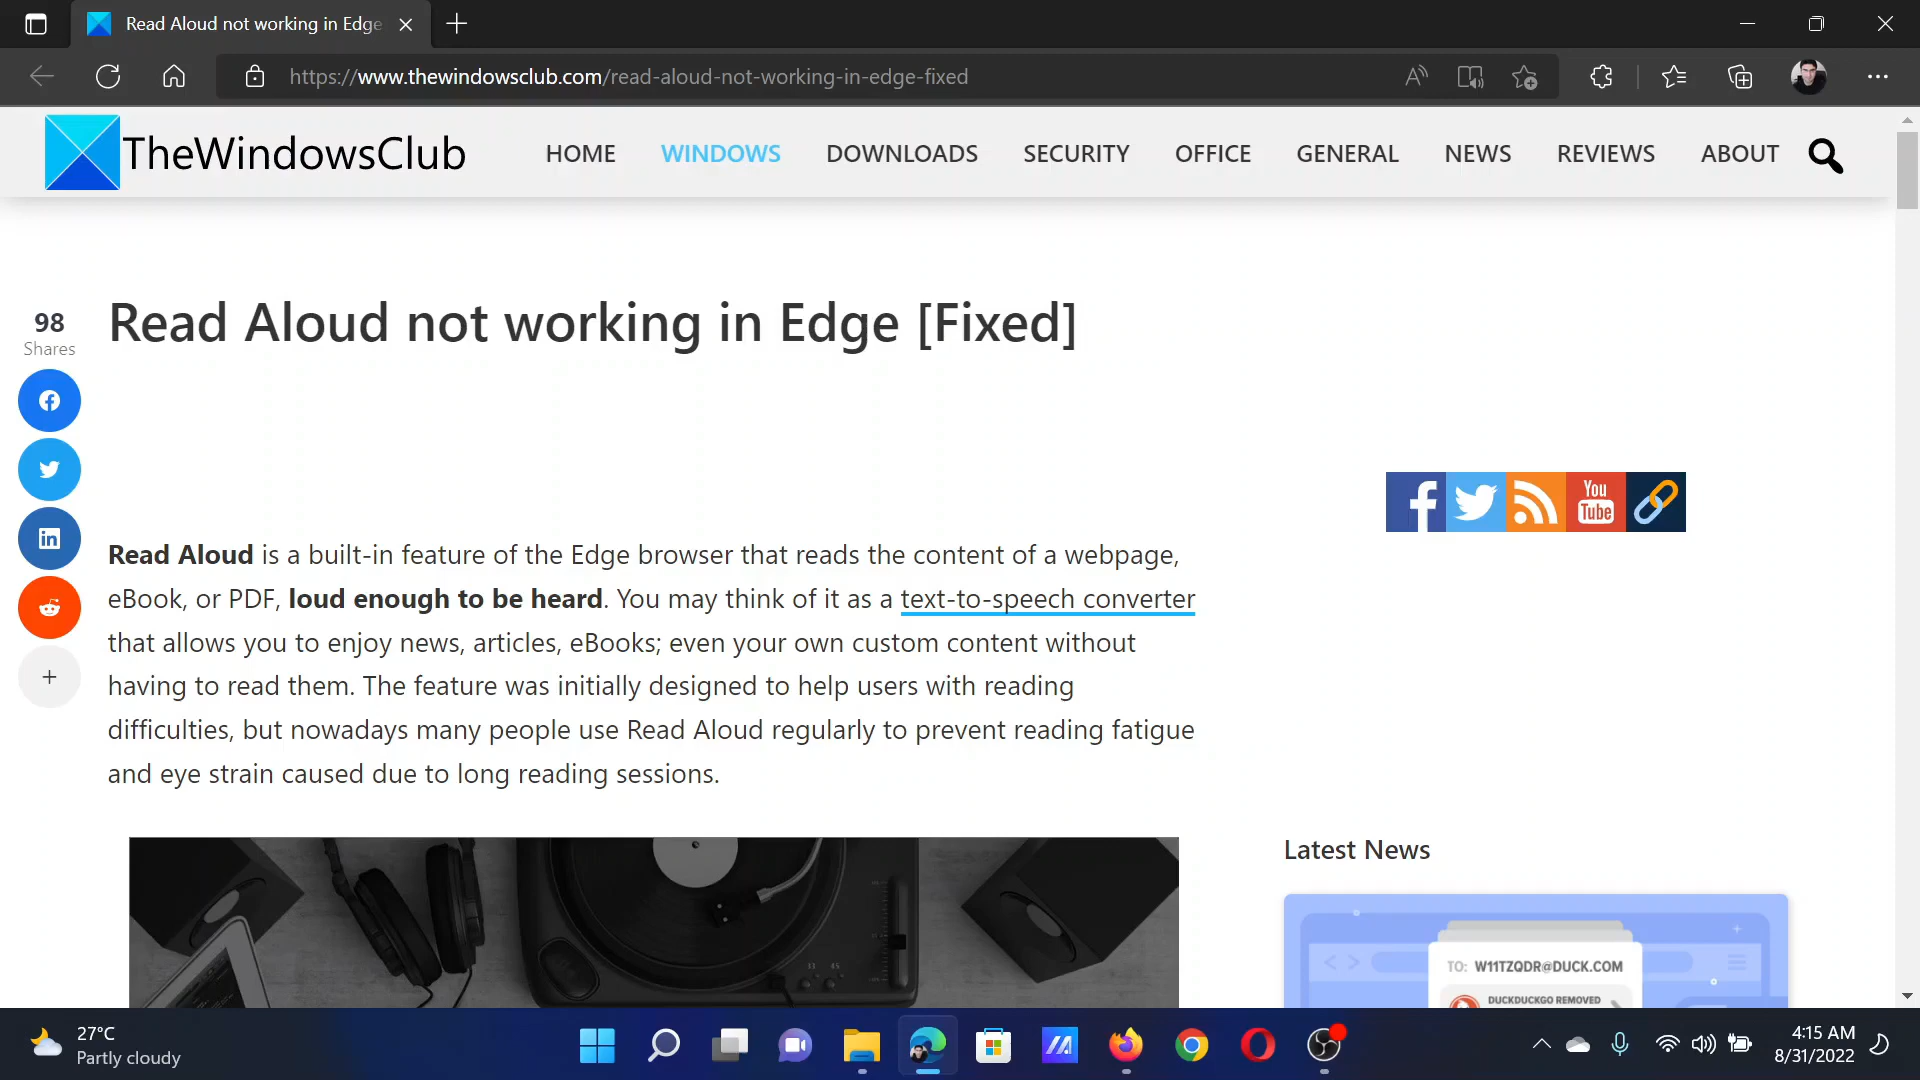 Read Aloud not working in Edge
https://www.thewindowsclub.com/read-aloud-not-working-in-edge-fixed
TheWindowsClub
HOME WINDOWS DOWNLOADS SECURITY OFFICE GENERAL NEWS REVIEWS ABOUT
98
Shares
Read Aloud not working in Edge [Fixed]
You
Tube
Read Aloud is a built-in feature of the Edge browser that reads the content of a webpage,
eBook, or PDF, loud enough to be heard. You may think of it as a text-to-speech converter
that allows you to enjoy news, articles, eBooks; even your own custom content without
having to read them. The feature was initially designed to help users with reading
difficulties, but nowadays many people use Read Aloud regularly to prevent reading fatigue
and eye strain caused due to long reading sessions.
33 45
Latest News
TO: W11TZQDR@DUCK.COM
DUCKDUCKGO REMOVED
27°C
Partly cloudy
4:15 AM
8/31/2022